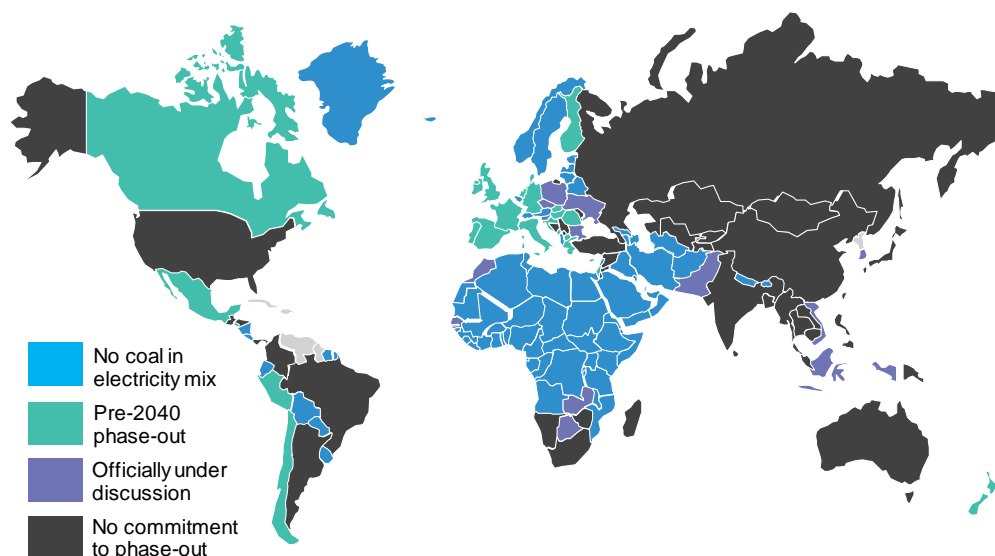 No coal in
electricity mix
Pre-2040
phase-out
Officially under
discussion
No commitment
to phase-out